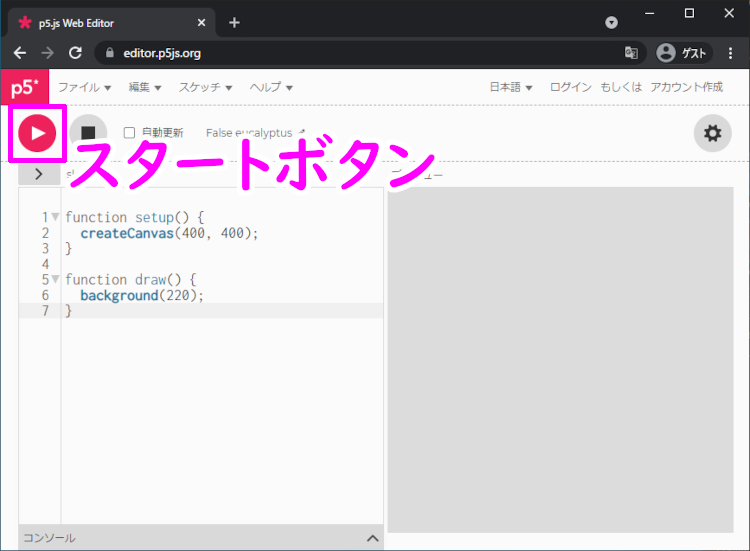 p5.js Web Editor
editor.p5js.org
ゲスト
p5* ファイル 編集 スケッチ ヘルプ 日本語 ログイン もしくは アカウント作成
自動更新 False eucalyptus
スタートボタン
1 function setup() {
2 createCanvas(400, 400);
3 }
4
5 function draw() {
6 background(220);
7 }
コンソール